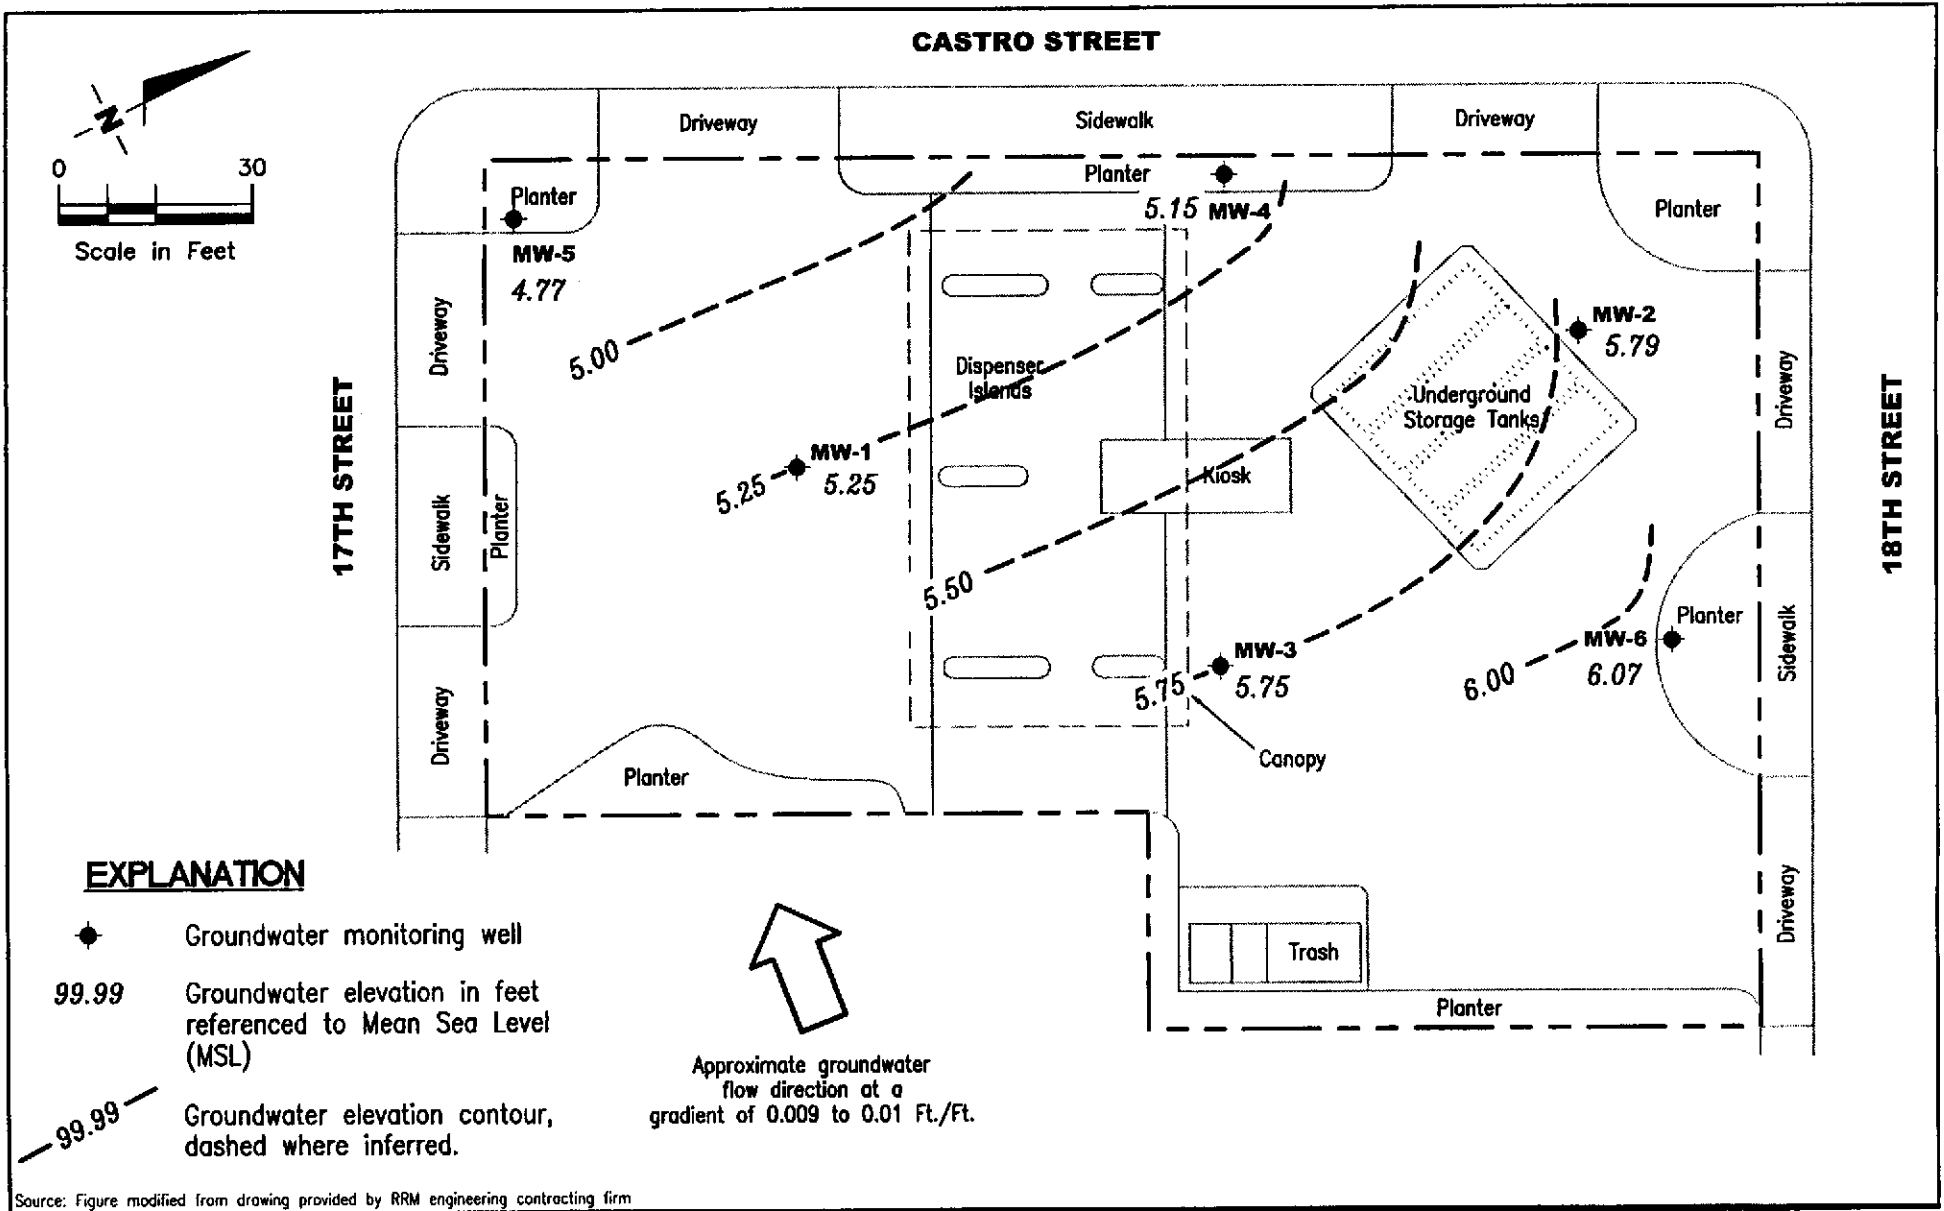 CASTRO STREET
N
0 30
Scale in Feet
Driveway
Sidewalk
Driveway
Planter
MW-5
4.77
Planter
5.15 MW-4
Planter
Driveway
5.00
MW-2
5.79
Driveway
Dispenser
Islands
Underground
Storage Tanks
17TH STREET
18TH STREET
MW-1
5.25
5.25
Kiosk
Sidewalk
Planter
5.50
Planter
Sidewalk
MW-3
5.75
5.75
MW-6
6.07
6.00
Driveway
Planter
Canopy
Driveway
Trash
Planter
EXPLANATION
Groundwater monitoring well
99.99 Groundwater elevation in feet
referenced to Mean Sea Level
(MSL)
99.99 Groundwater elevation contour,
dashed where inferred.
Approximate groundwater
flow direction at a
gradient of 0.009 to 0.01 Ft./Ft.
Source: Figure modified from drawing provided by RRM engineering contracting firm